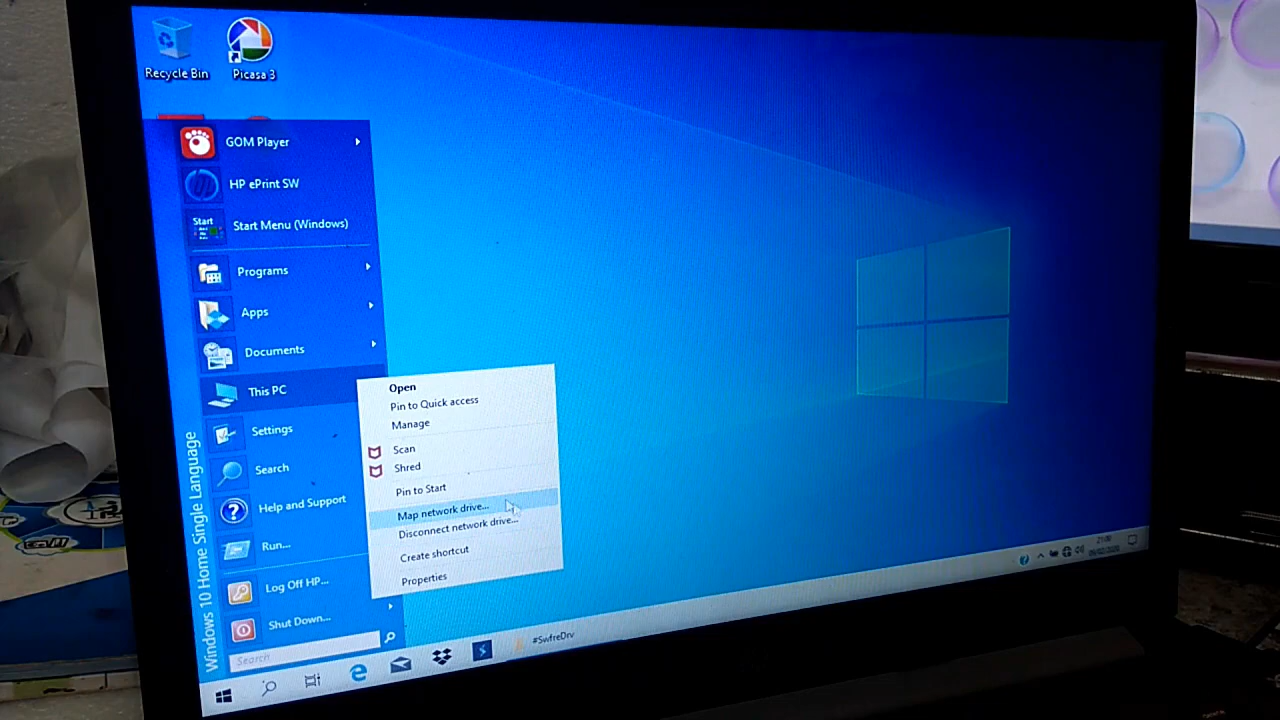 Recycle Bin
Picasa 3
GOM Player
HP ePrint SW
Start
Start Menu (Windows)
Programs
Apps
Documents
This PC
Settings
Search
Help and Support
Run...
Log Off HP...
Shut Down...
Search
Windows 10 Home Single Language
Open
Pin to Quick access
Manage
Scan
Shred
Pin to Start
Map network drive...
Disconnect network drive...
Create shortcut
Properties
#SwfreDrv